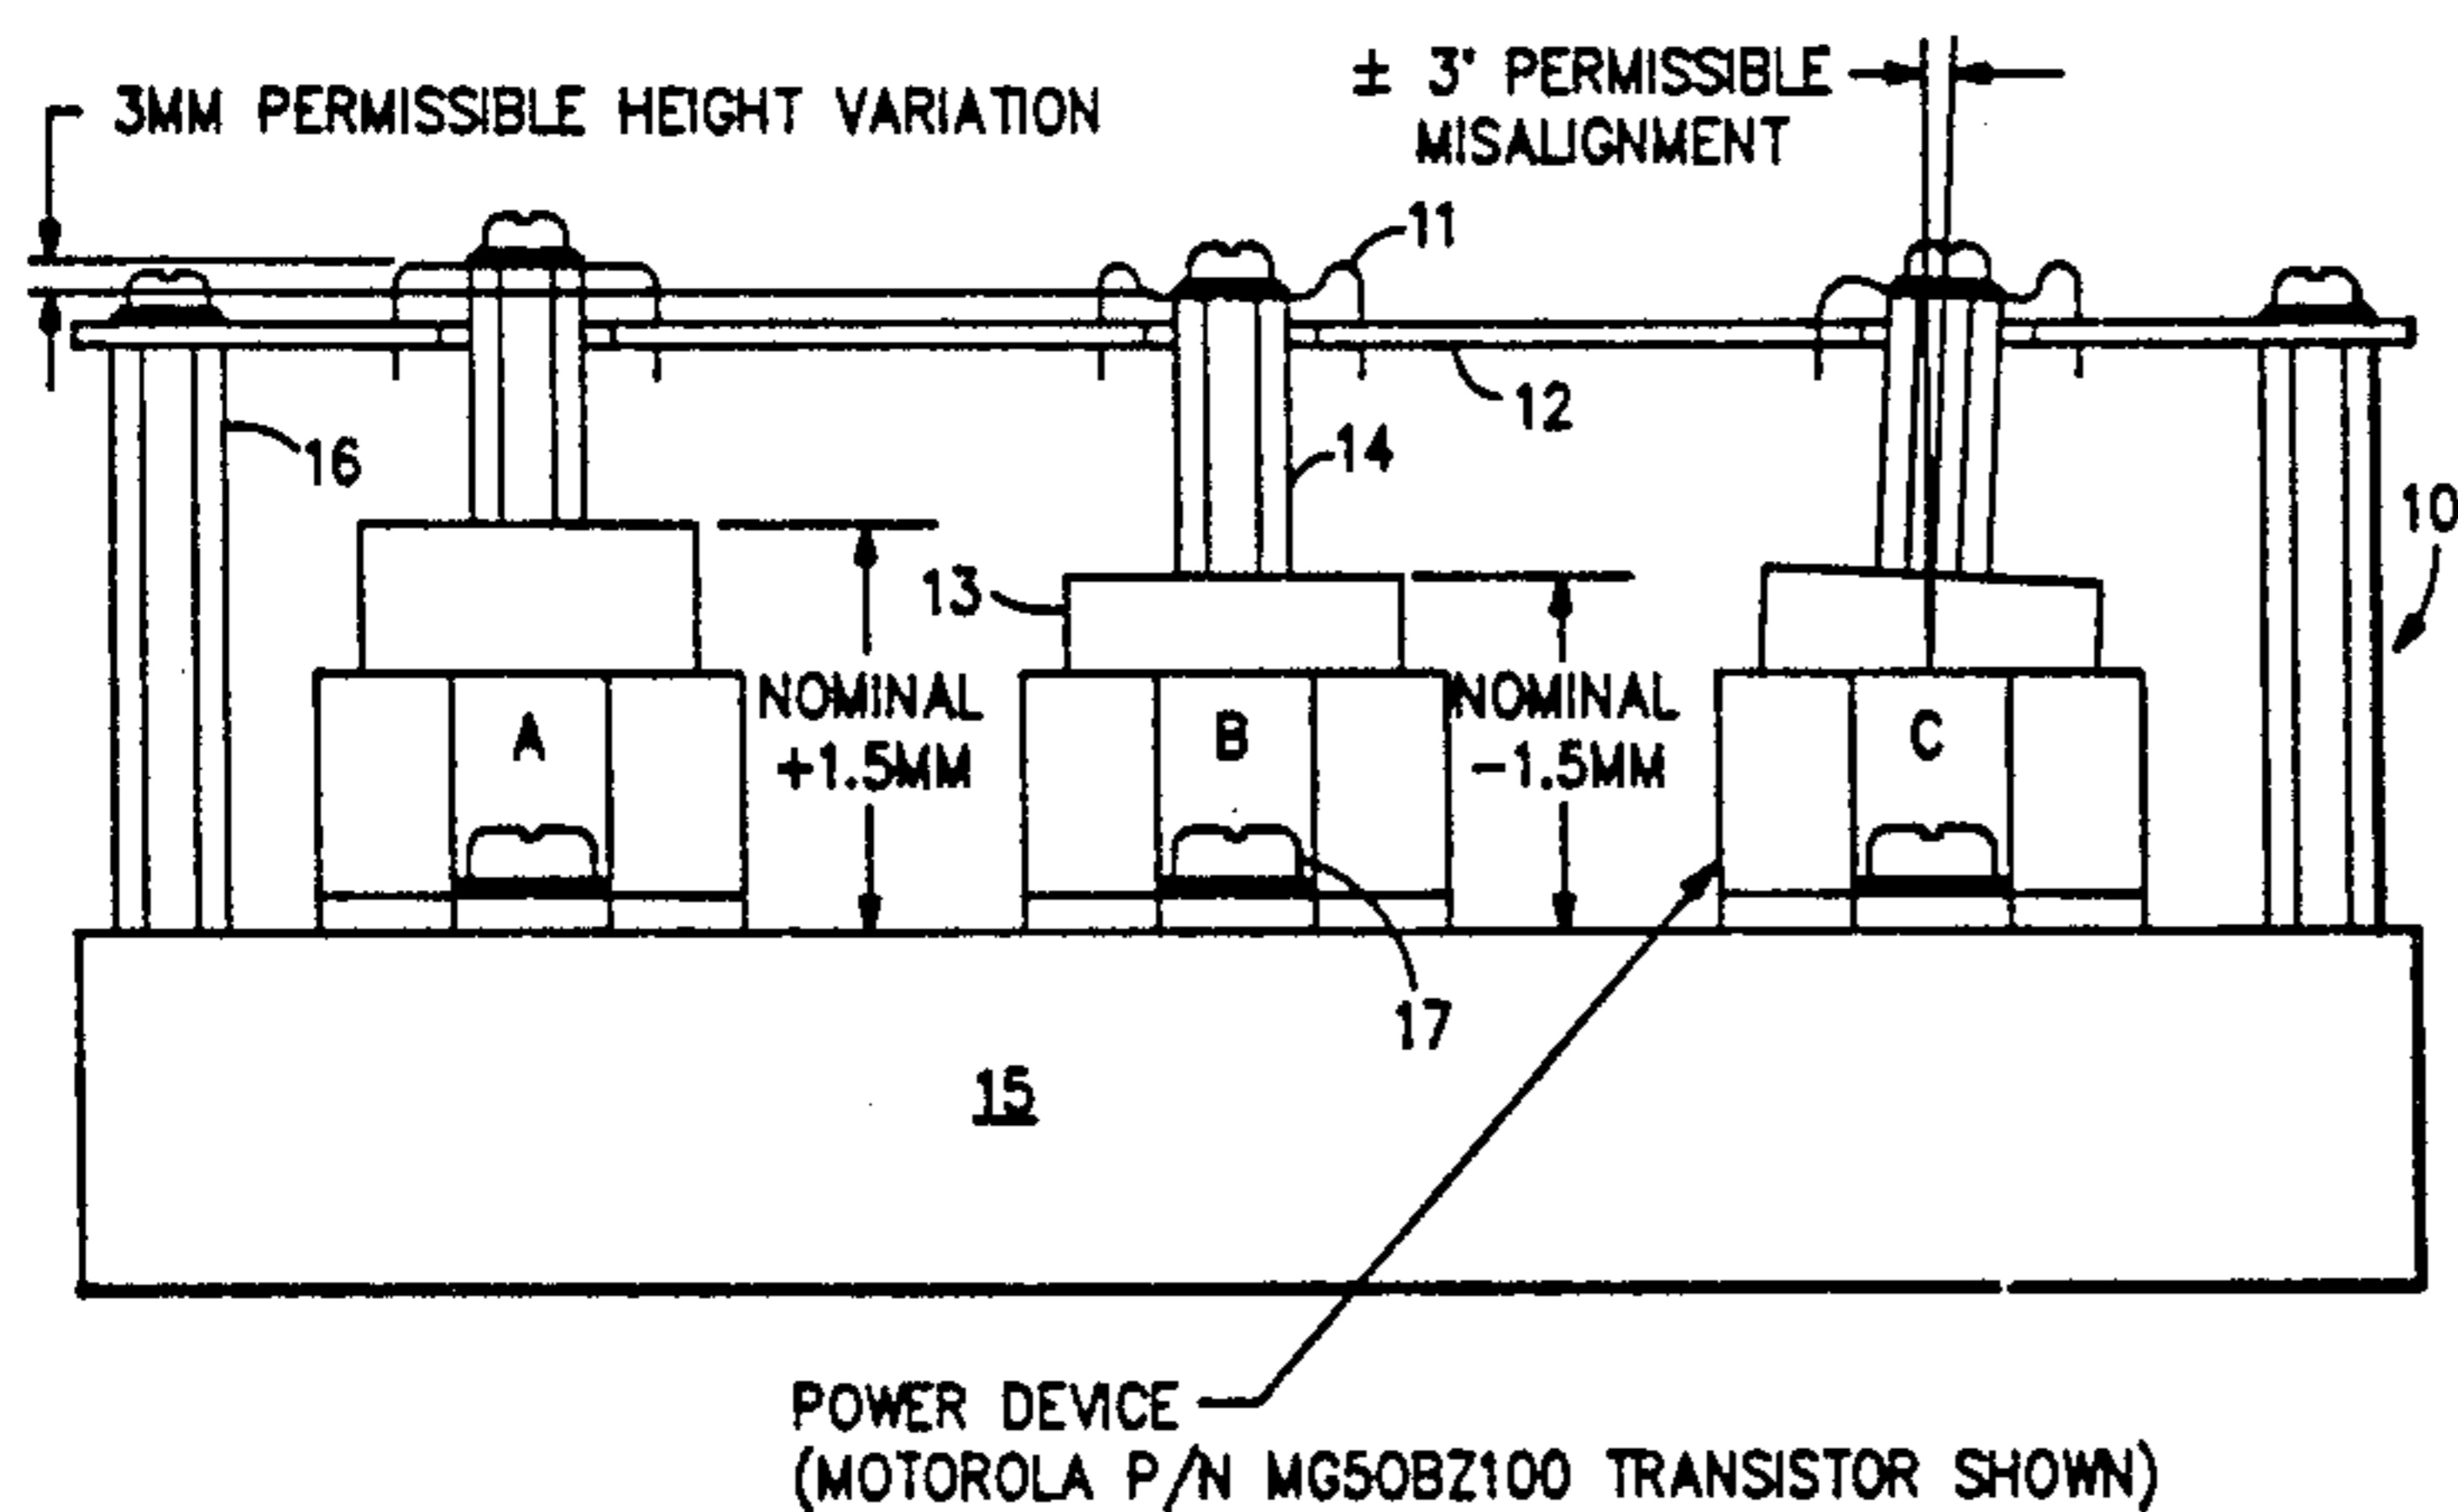 3MM PERMISSIBLE HEIGHT VARIATION
± 3° PERMISSIBLE
MISALIGNMENT
11
12
16
14
10
13
NOMINAL
+1.5MM
NOMINAL
-1.5MM
A
B
C
17
15
POWER DEVICE
(MOTOROLA P/N MG50BZ100 TRANSISTOR SHOWN)